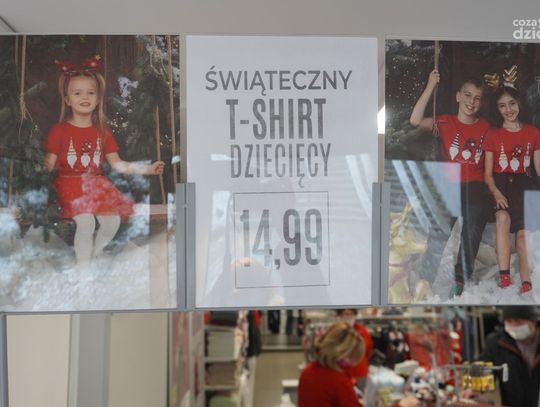 ŚWIĄTECZNY
T-SHIRT
DZIECIĘCY
14,99